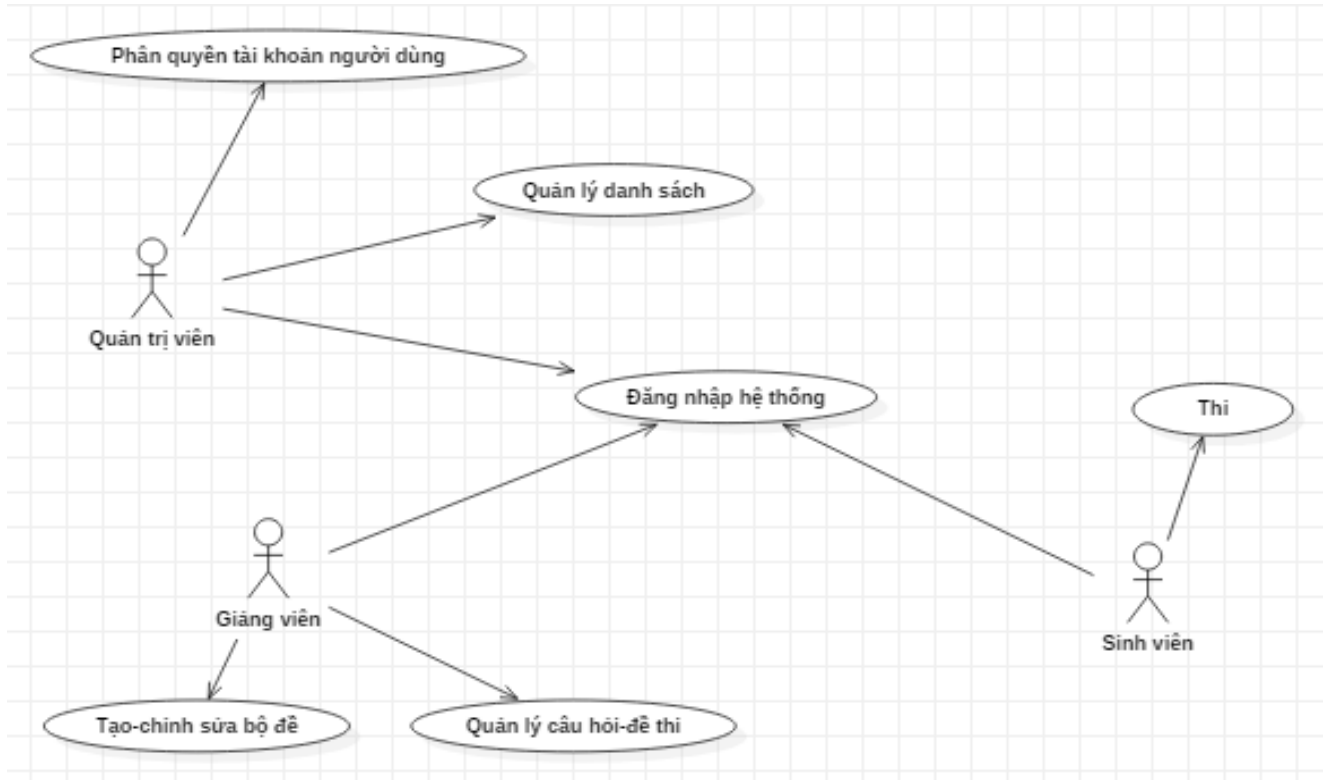 Phân quyền tài khoản người dùng
Quản lý danh sách
Quản trị viên
Đăng nhập hệ thống
Thi
Giảng viên
Sinh viên
Tạo-chỉnh sửa bộ đề
Quản lý câu hỏi-đề thi